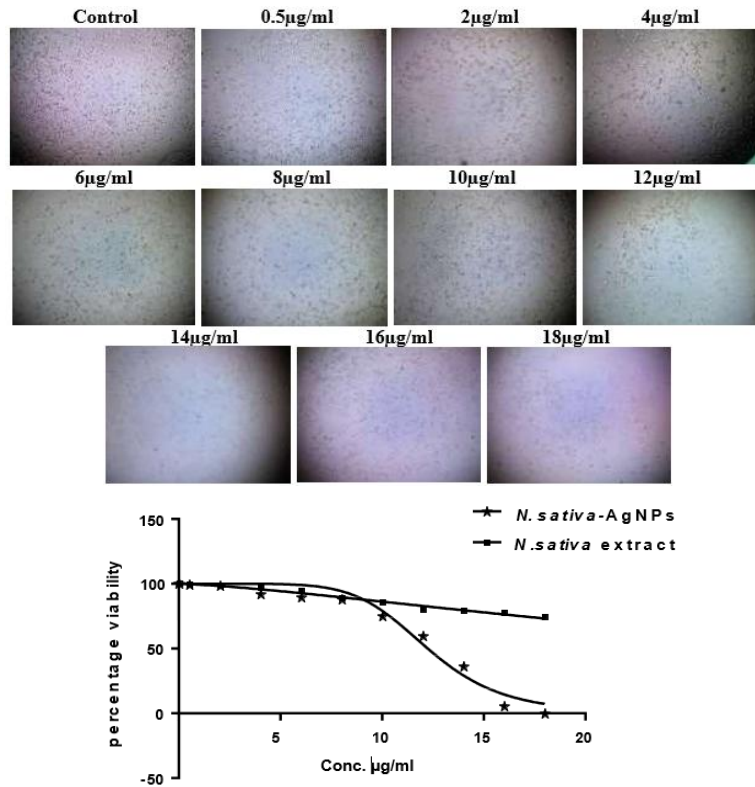 Control 0.5µg/ml 2µg/ml 4µg/ml
6µg/ml 8µg/ml 10µg/ml 12µg/ml
14µg/ml 16µg/ml 18µg/ml
N. sativa-AgNPs
N.sativa extract
percentage viability
150
100
50
0
-50
5 10 15 20
Conc. µg/ml